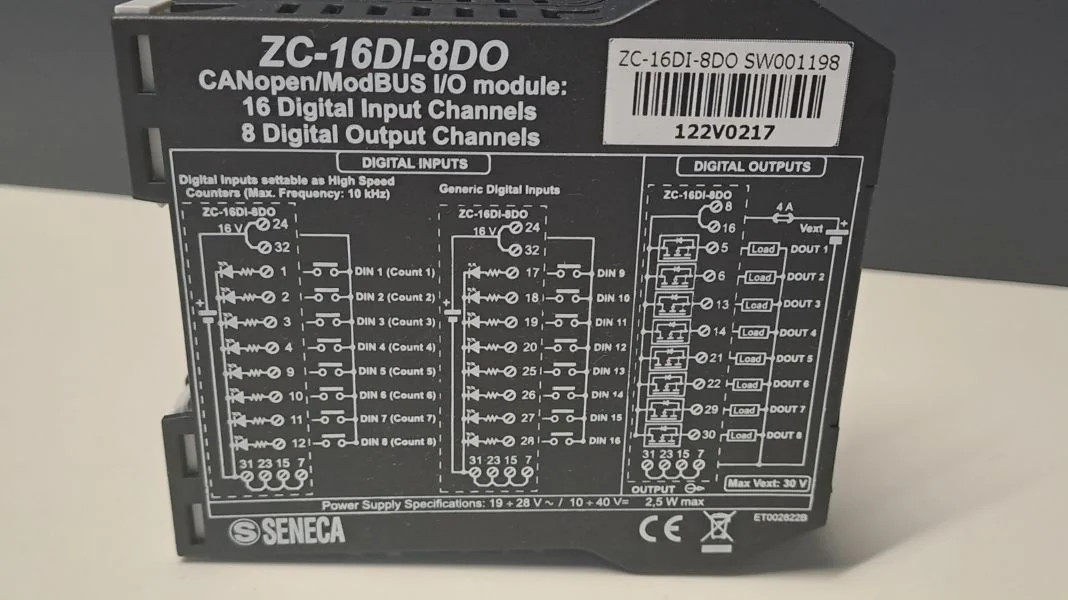 ZC-16DI-8DO
CANopen/ModBUS I/O module:
16 Digital Input Channels
8 Digital Output Channels
ZC-16DI-8DO SW001198
122V0217
DIGITAL INPUTS
Digital Inputs settable as High Speed
Counters (Max. Frequency: 10 kHz)
ZC-16DI-8DO
16 V
24
32
1 DIN 1 (Count 1)
2 DIN 2 (Count 2)
3 DIN 3 (Count 3)
4 DIN 4 (Count 4)
9 DIN 5 (Count 5)
10 DIN 6 (Count 6)
11 DIN 7 (Count 7)
12 DIN 8 (Count 8)
31 23 15 7
+
Generic Digital Inputs
ZC-16DI-8DO
16 V
24
32
17 DIN 9
18 DIN 10
19 DIN 11
20 DIN 12
25 DIN 13
26 DIN 14
27 DIN 15
28 DIN 16
31 23 15 7
+
DIGITAL OUTPUTS
ZC-16DI-8DO
8
4 A
16
Vext +
5 Load DOUT 1
6 Load DOUT 2
13 Load DOUT 3
14 Load DOUT 4
21 Load DOUT 5
22 Load DOUT 6
29 Load DOUT 7
30 Load DOUT 8
31 23 15 7
OUTPUT
Max Vext: 30 V
Power Supply Specifications: 19 ÷ 28 V ~ / 10 ÷ 40 V= 2,5 W max
S SENECA
CE
ET002822B